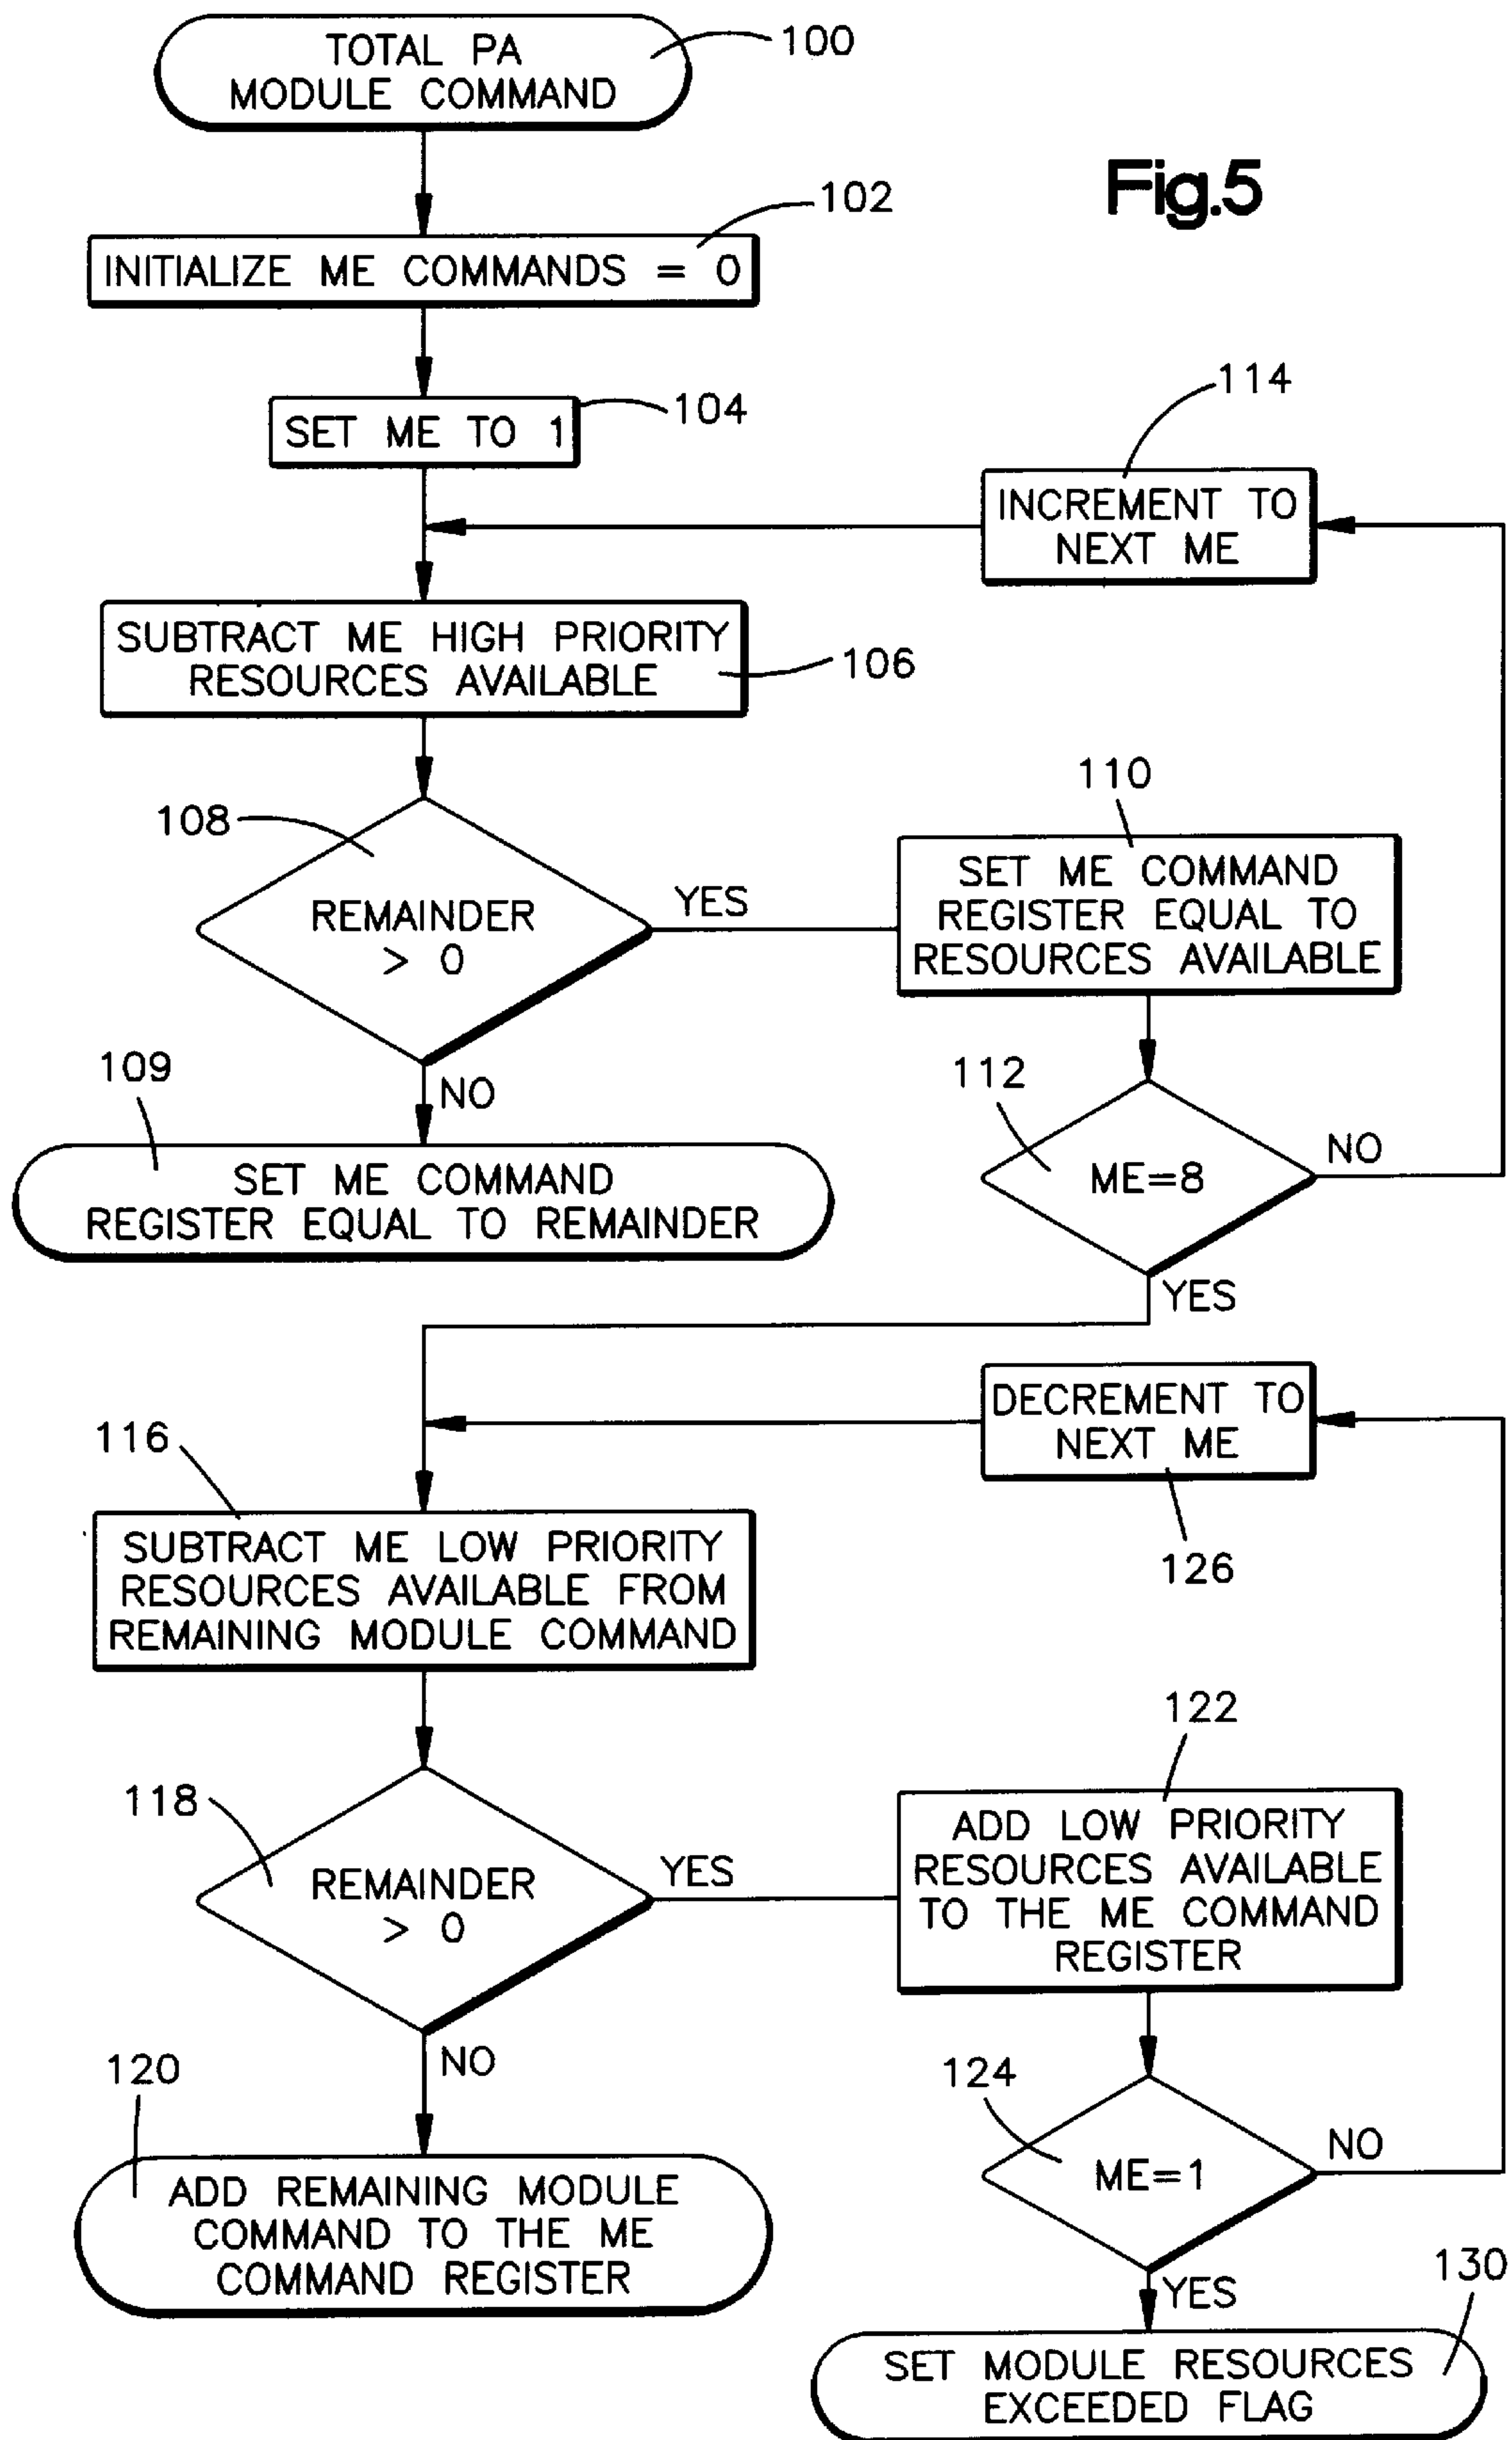 TOTAL PA
MODULE COMMAND
100
Fig.5
102
INITIALIZE ME COMMANDS = 0
104
SET ME TO 1
114
INCREMENT TO
NEXT ME
SUBTRACT ME HIGH PRIORITY
RESOURCES AVAILABLE
106
108
REMAINDER
> 0
YES
110
SET ME COMMAND
REGISTER EQUAL TO
RESOURCES AVAILABLE
NO
109
SET ME COMMAND
REGISTER EQUAL TO REMAINDER
112
ME=8
NO
YES
DECREMENT TO
NEXT ME
126
116
SUBTRACT ME LOW PRIORITY
RESOURCES AVAILABLE FROM
REMAINING MODULE COMMAND
118
REMAINDER
> 0
YES
122
ADD LOW PRIORITY
RESOURCES AVAILABLE
TO THE ME COMMAND
REGISTER
NO
120
ADD REMAINING MODULE
COMMAND TO THE ME
COMMAND REGISTER
124
ME=1
NO
YES
130
SET MODULE RESOURCES
EXCEEDED FLAG